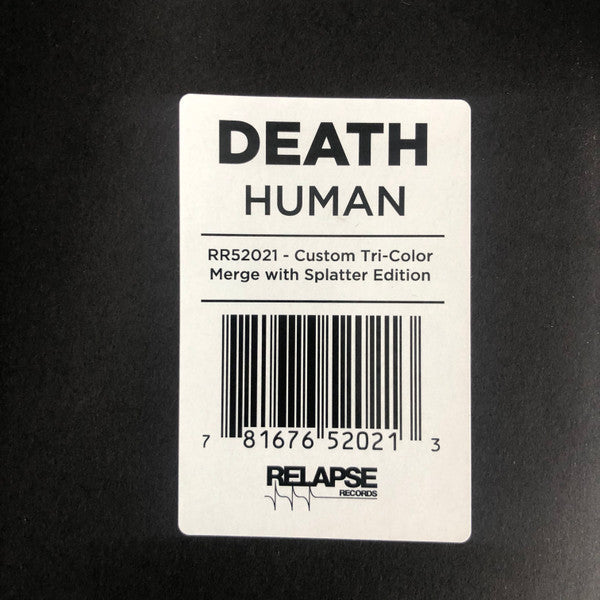 DEATH
HUMAN
RR52021 - Custom Tri-Color
Merge with Splatter Edition
7 81676 52021 3
RELAPSE
RECORDS